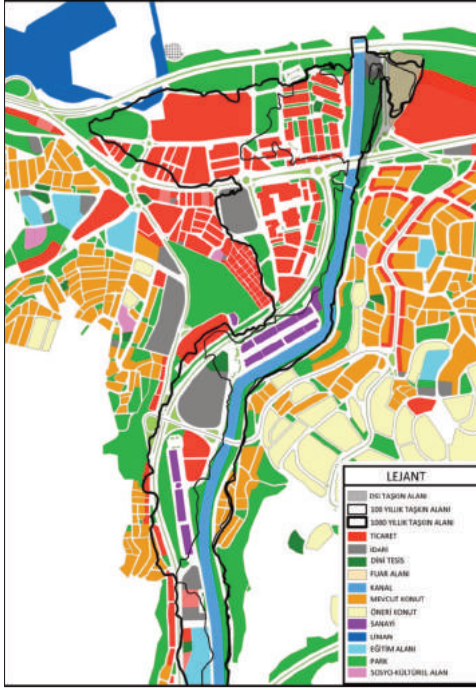 LEJANT
DSİ TAŞKIN ALANI
100 YILLIK TAŞKIN ALANI
1000 YILLIK TAŞKIN ALANI
TİCARET
İDARİ
DİNİ TESİS
FUAR ALANI
KANAL
MEVCUT KONUT
ÖNERİ KONUT
SANAYİ
LİMAN
EĞİTİM ALANI
PARK
SOSYO-KÜLTÜREL ALAN